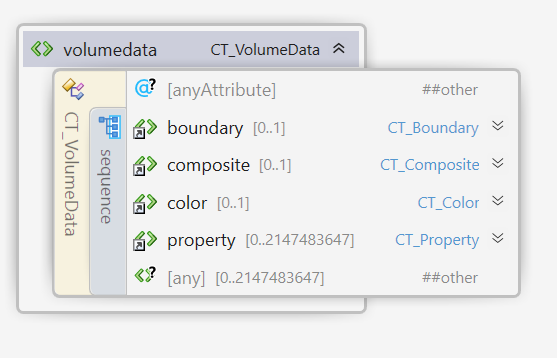 volumedata CT_VolumeData
CT_VolumeData
sequence
[anyAttribute] ##other
boundary [0..1] CT_Boundary
composite [0..1] CT_Composite
color [0..1] CT_Color
property [0..2147483647] CT_Property
[any] [0..2147483647] ##other